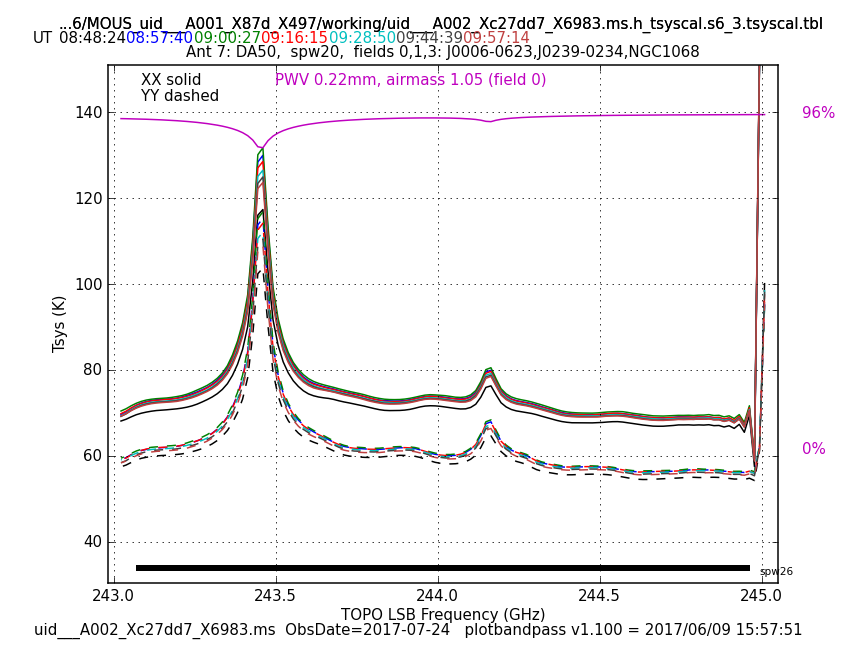 ...6/MOUS_uid___A001_X87d_X497/working/uid___A002_Xc27dd7_X6983.ms.h_tsyscal.s6_3.tsyscal.tbl
UT 08:48:24 08:57:40 09:00:27 09:16:15 09:28:50 09:44:39 09:57:14
Ant 7: DA50,  spw20,  fields 0,1,3: J0006-0623,J0239-0234,NGC1068
XX solid
PWV 0.22mm, airmass 1.05 (field 0)
YY dashed
140
96%
120
100
Tsys (K)
80
60
0%
40
spw26
243.0 243.5 244.0 244.5 245.0
TOPO LSB Frequency (GHz)
uid___A002_Xc27dd7_X6983.ms  ObsDate=2017-07-24   plotbandpass v1.100 = 2017/06/09 15:57:51